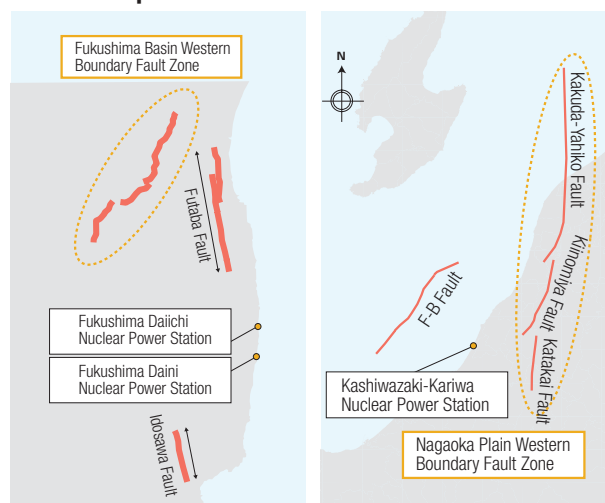 Fukushima Basin Western
Boundary Fault Zone
Futaba Fault
Fukushima Daiichi
Nuclear Power Station
Fukushima Daini
Nuclear Power Station
Idosawa Fault
N
Kakuda-Yahiko Fault
Kiinomiya Fault
Katakai Fault
F-B Fault
Kashiwazaki-Kariwa
Nuclear Power Station
Nagaoka Plain Western
Boundary Fault Zone